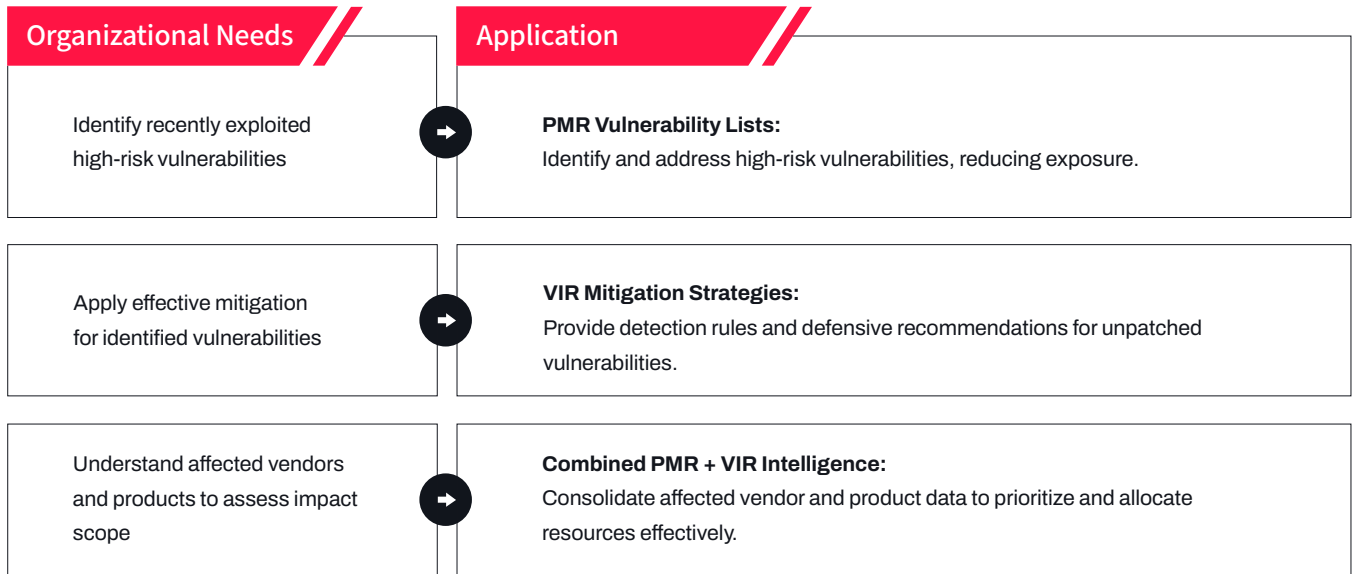 Organizational Needs
Application
Identify recently exploited
high-risk vulnerabilities
PMR Vulnerability Lists:
Identify and address high-risk vulnerabilities, reducing exposure.
Apply effective mitigation
for identified vulnerabilities
VIR Mitigation Strategies:
Provide detection rules and defensive recommendations for unpatched
vulnerabilities.
Understand affected vendors
and products to assess impact
scope
Combined PMR + VIR Intelligence:
Consolidate affected vendor and product data to prioritize and allocate
resources effectively.